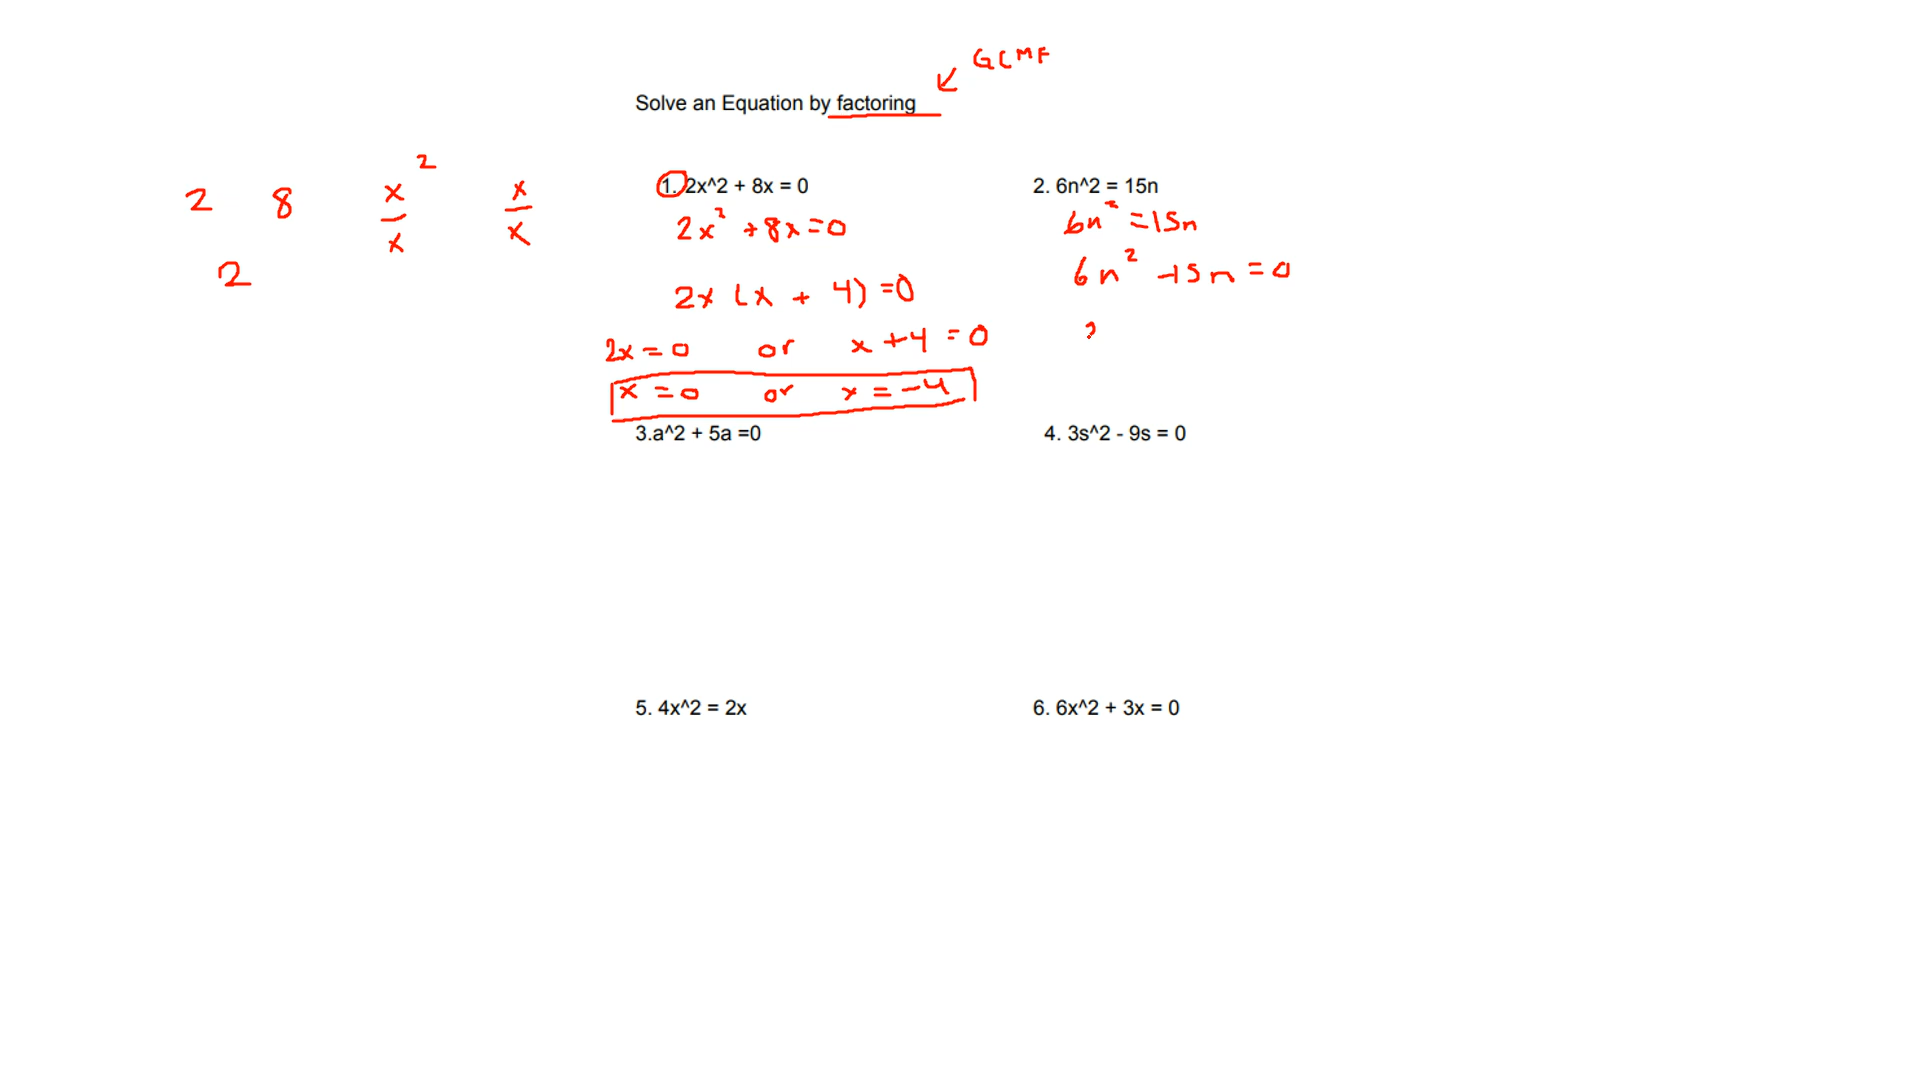 GCMF
Solve an Equation by factoring
2 8 x² x
x x
2
1. 2x^2 + 8x = 0
2x² + 8x = 0
2x (x + 4) = 0
2x = 0 or x + 4 = 0
x = 0 or x = -4
2. 6n^2 = 15n
6n² = 15n
6n² - 15n = 0
3.a^2 + 5a =0
4. 3s^2 - 9s = 0
5. 4x^2 = 2x
6. 6x^2 + 3x = 0